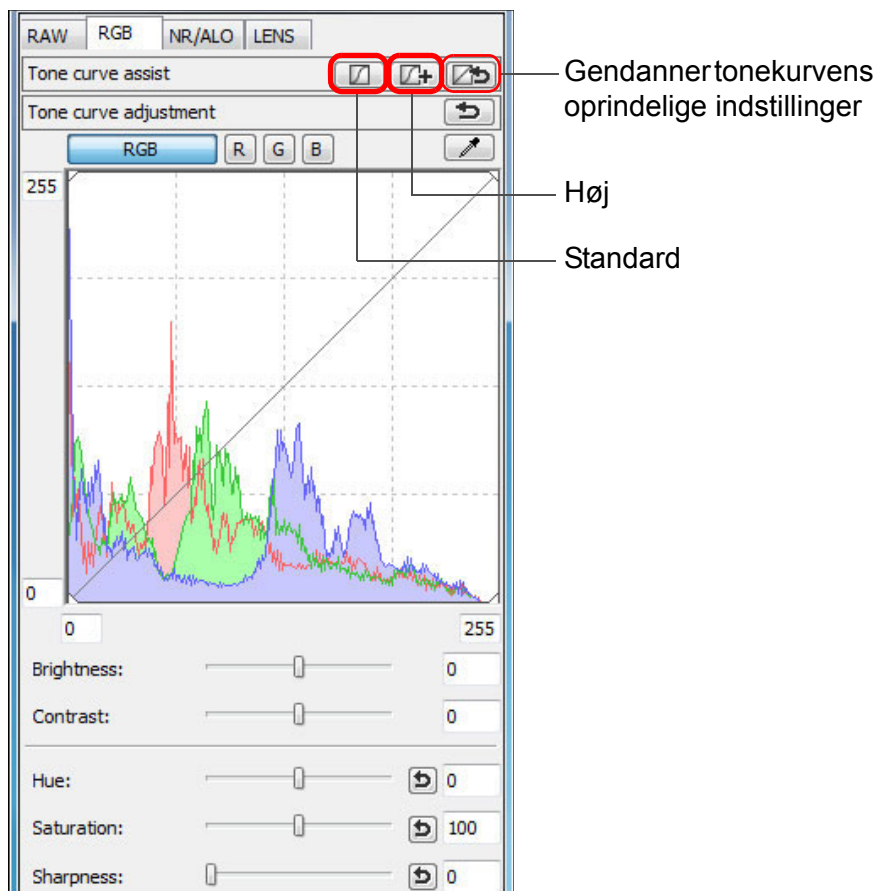 RAW RGB NR/ALO LENS
Tone curve assist
Gendanner tonekurvens
oprindelige indstillinger
Tone curve adjustment
RGB R G B
255
Høj
Standard
0
0 255
Brightness: 0
Contrast: 0
Hue: 0
Saturation: 100
Sharpness: 0